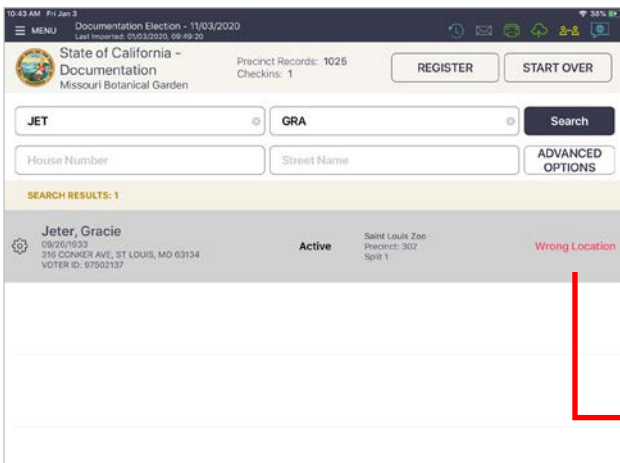 10:43 AM Fri Jan 3
38%
MENU
Documentation Election - 11/03/2020
Last Imported: 01/03/2020, 09:49:20
State of California -
Documentation
Missouri Botanical Garden
Precinct Records: 1025
Checkins: 1
REGISTER
START OVER
JET
GRA
Search
House Number
Street Name
ADVANCED
OPTIONS
SEARCH RESULTS: 1
Jeter, Gracie
09/26/1933
316 CONKER AVE, ST LOUIS, MO 63134
VOTER ID: 97502137
Active
Saint Louis Zoo
Precinct: 302
Split 1
Wrong Location